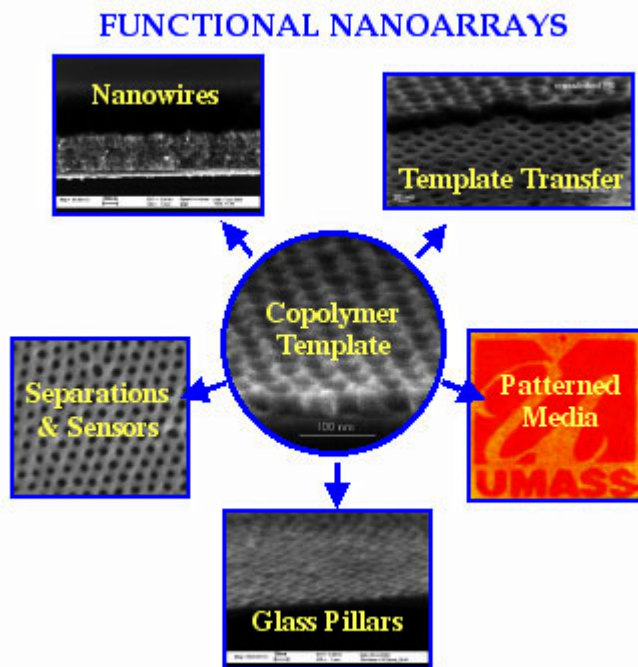 FUNCTIONAL NANOARRAYS
Nanowires
Template Transfer
Copolymer
Template
100 nm
Separations
& Sensors
Patterned
Media
UMASS
Glass Pillars